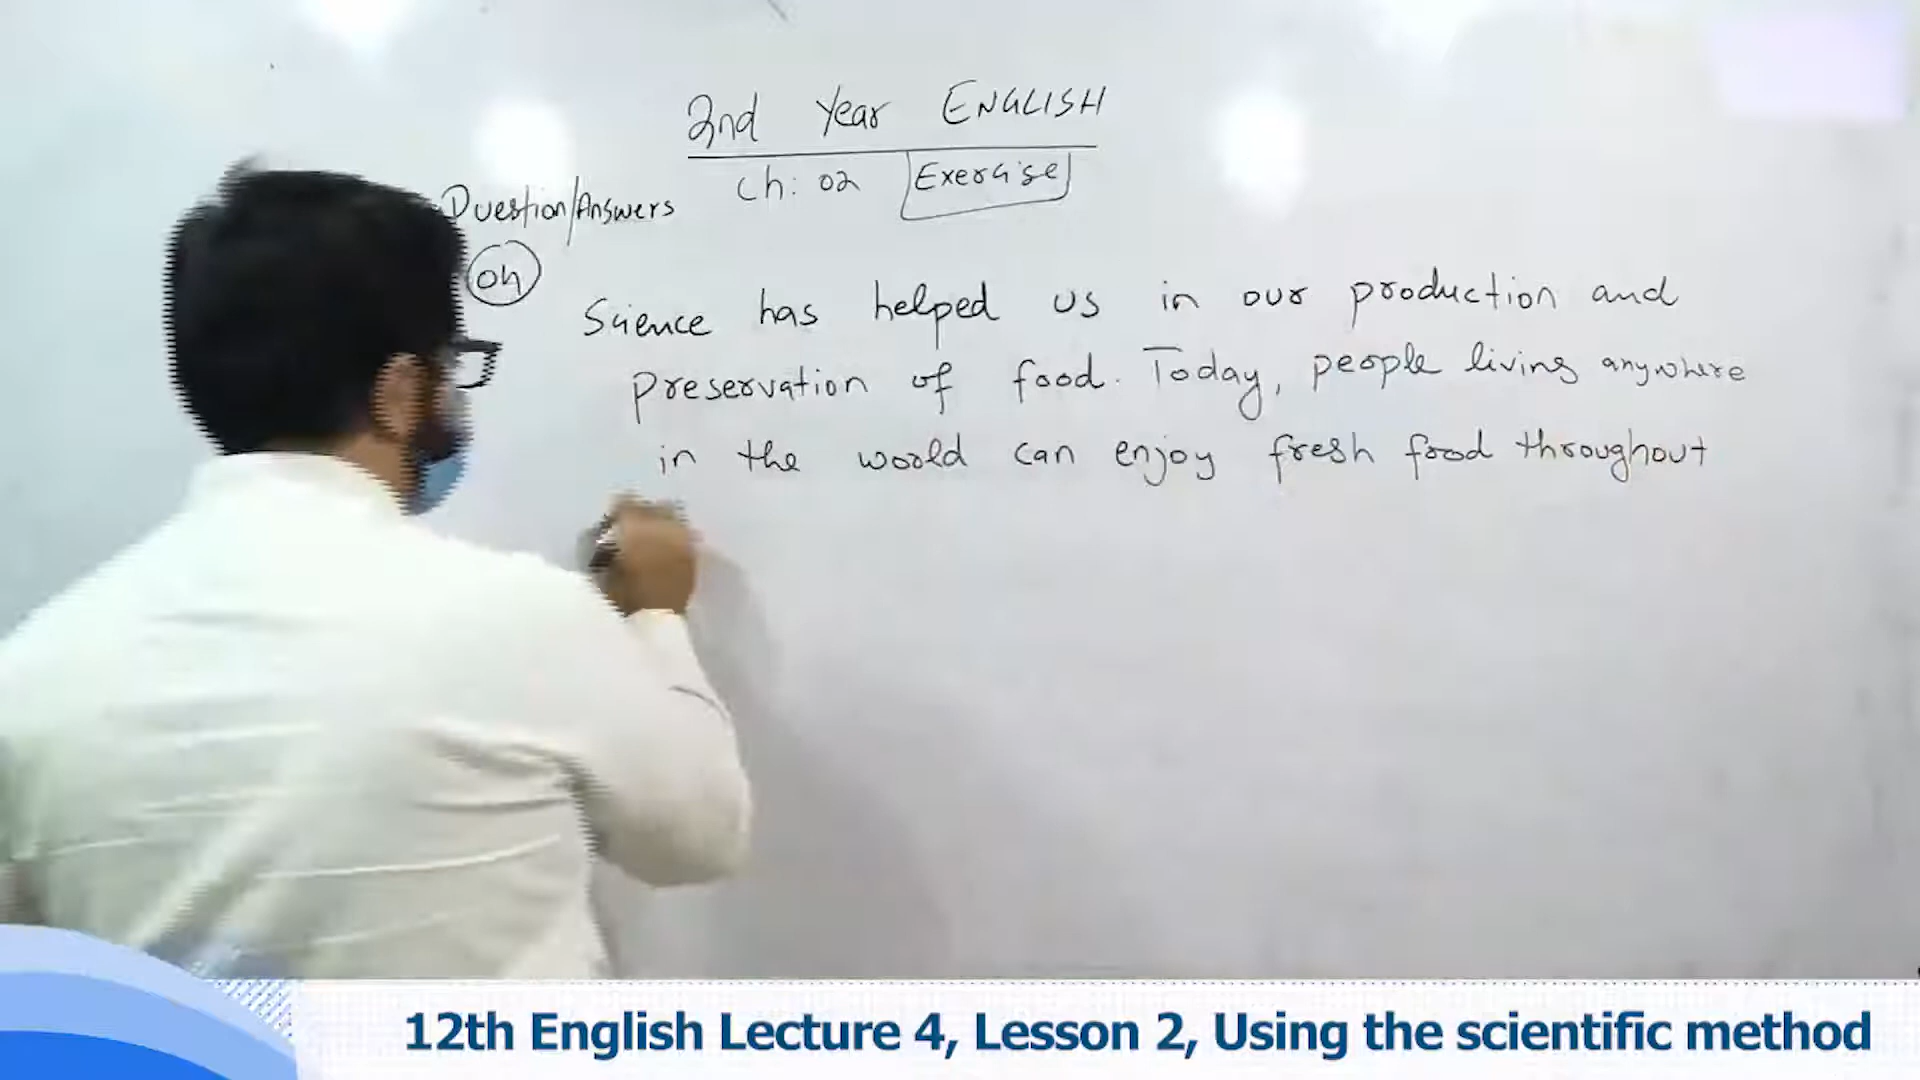 2nd Year ENGLISH
Ch: 02 Exercise
Question/Answers
04
Science has helped us in our production and
preservation of food. Today, people living anywhere
in the world can enjoy fresh food throughout
12th English Lecture 4, Lesson 2, Using the scientific method